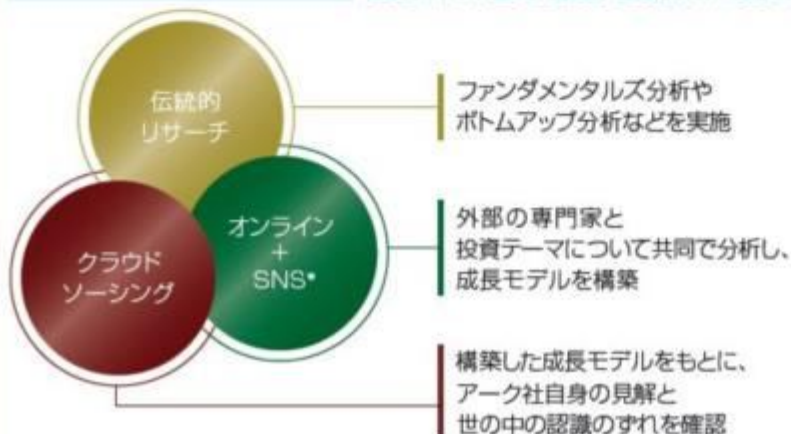 伝統的
リサーチ
ファンダメンタルズ分析や
ボトムアップ分析などを実施
オンライン
+
SNS*
外部の専門家と
投資テーマについて共同で分析し、
成長モデルを構築
クラウド
ソーシング
構築した成長モデルをもとに、
アーク社自身の見解と
世の中の認識のずれを確認